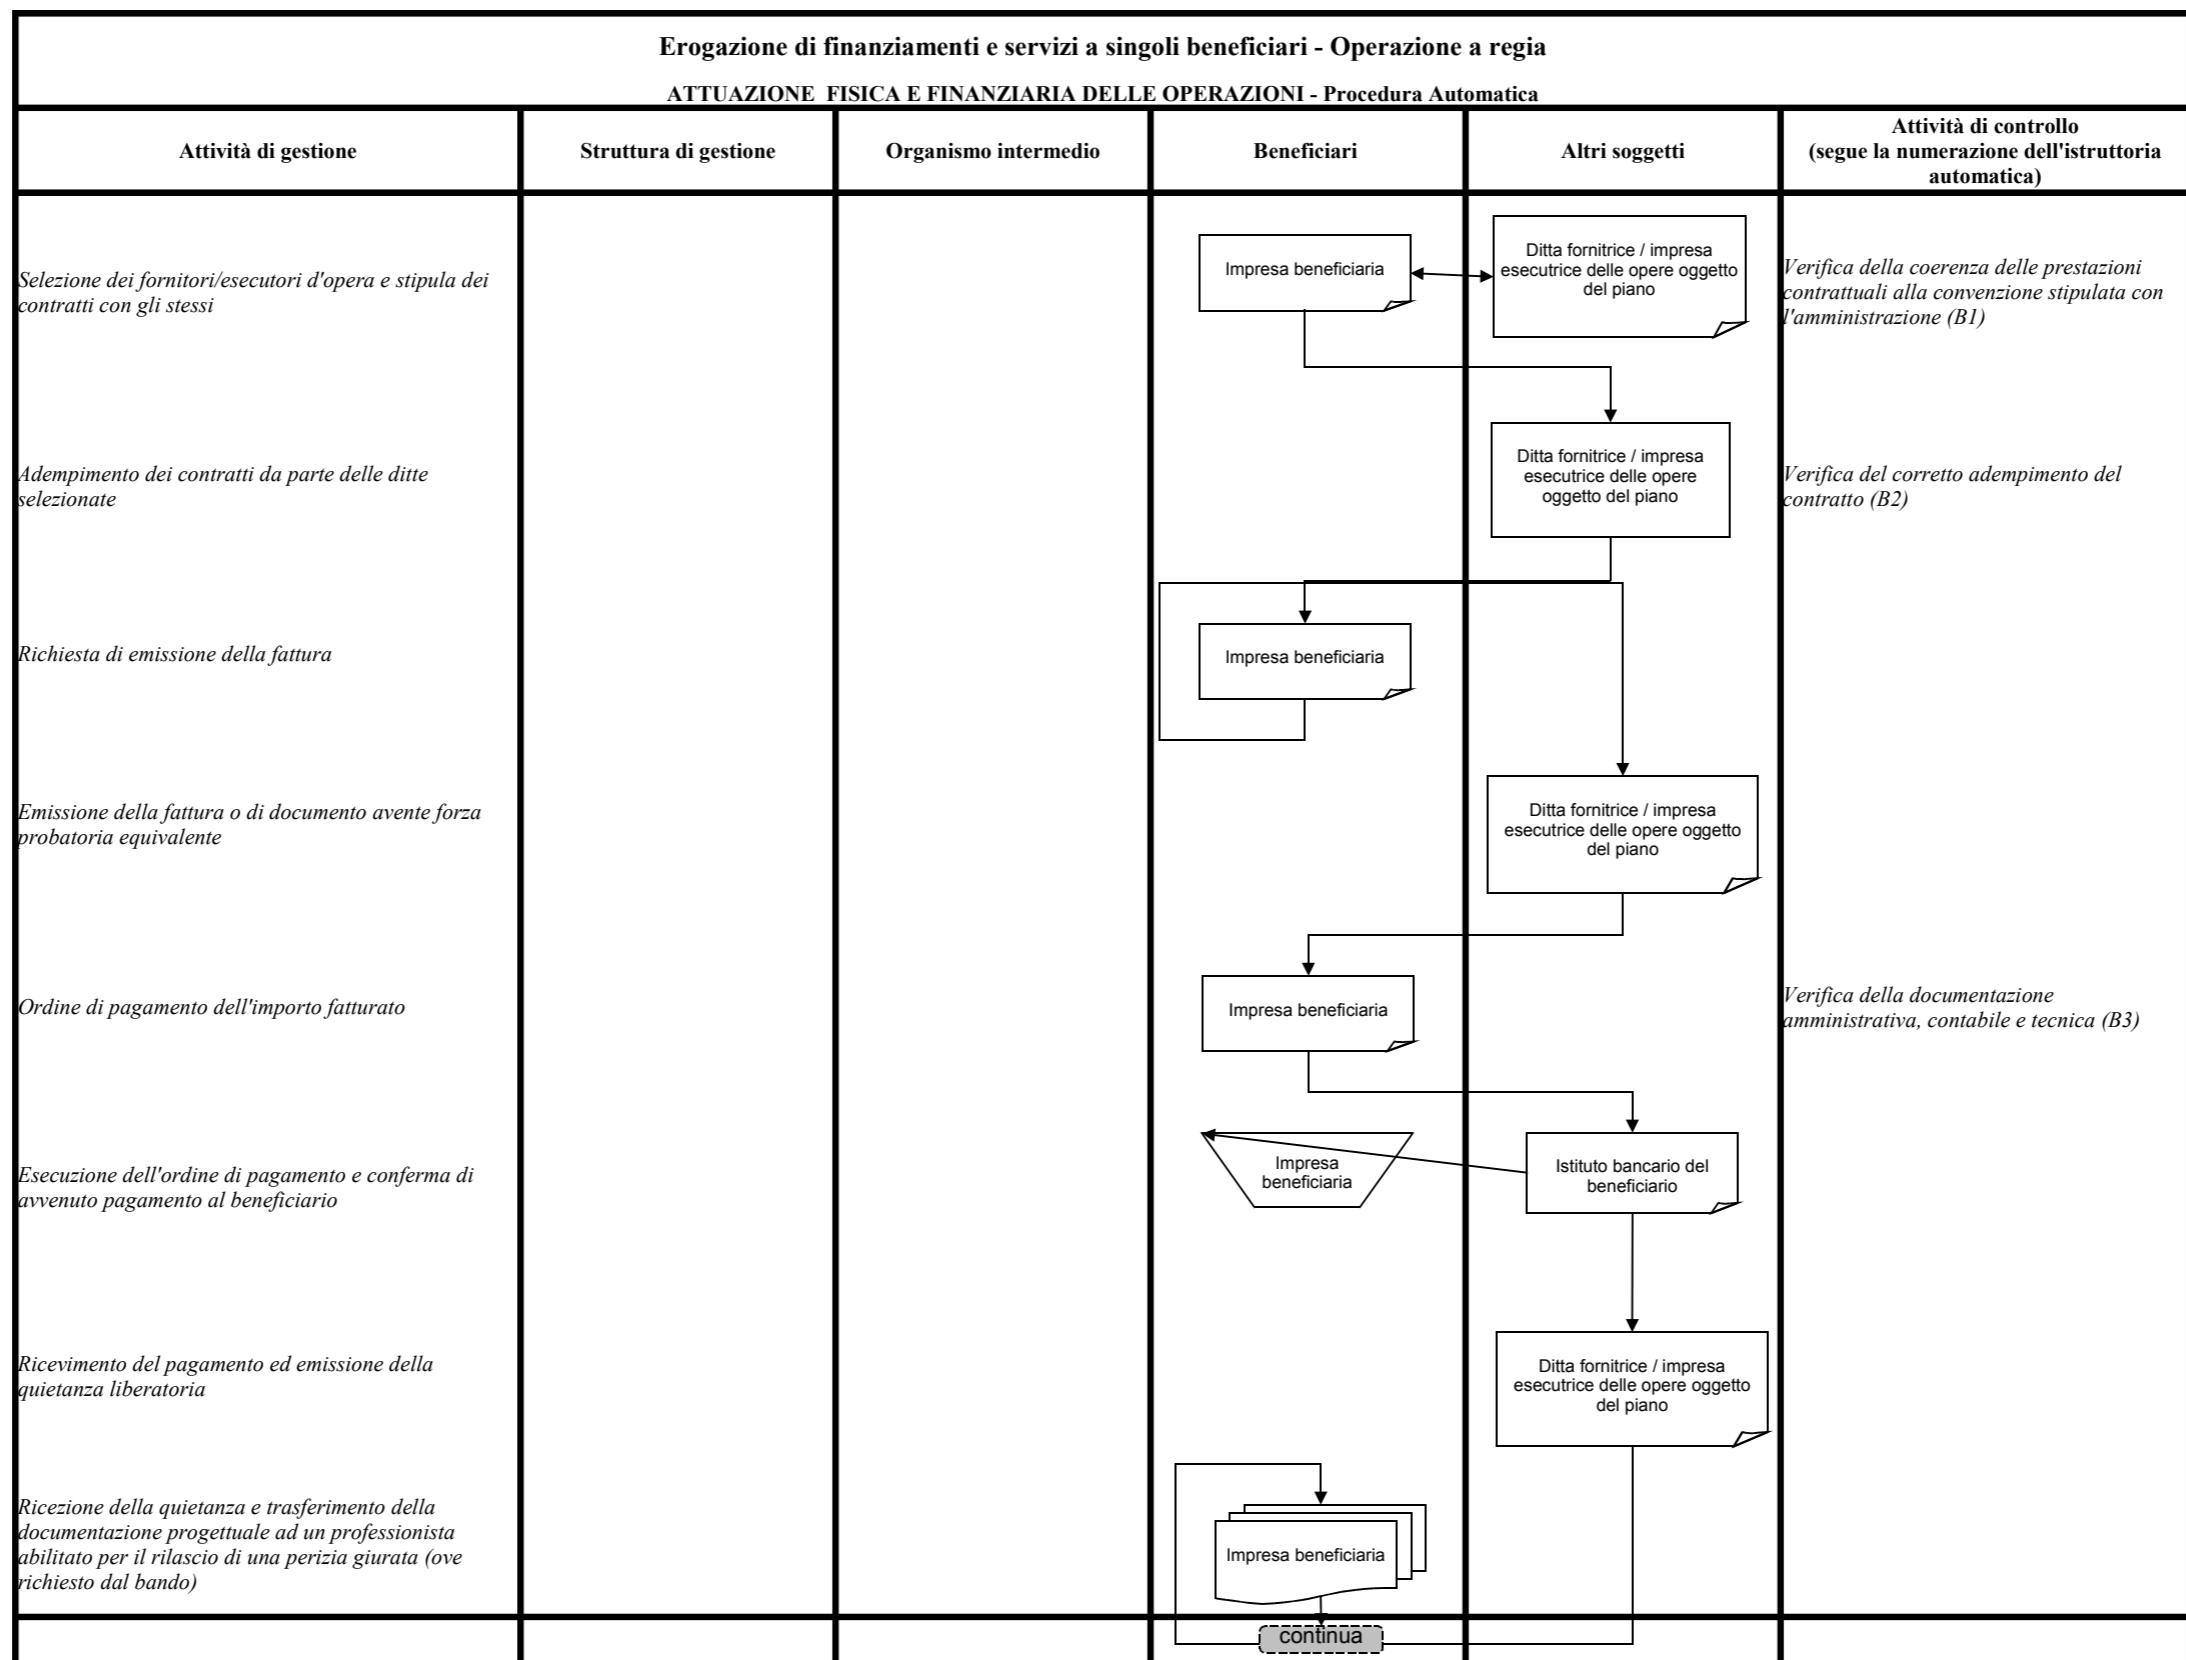 Erogazione di finanziamenti e servizi a singoli beneficiari - Operazione a regia
ATTUAZIONE FISICA E FINANZIARIA DELLE OPERAZIONI - Procedura Automatica
Attività di gestione
Struttura di gestione
Organismo intermedio
Beneficiari
Altri soggetti
Attività di controllo
(segue la numerazione dell'istruttoria
automatica)
Selezione dei fornitori/esecutori d'opera e stipula dei
contratti con gli stessi
Impresa beneficiaria
Ditta fornitrice / impresa
esecutrice delle opere oggetto
del piano
Verifica della coerenza delle prestazioni
contrattuali alla convenzione stipulata con
l'amministrazione (B1)
Adempimento dei contratti da parte delle ditte
selezionate
Ditta fornitrice / impresa
esecutrice delle opere
oggetto del piano
Verifica del corretto adempimento del
contratto (B2)
Richiesta di emissione della fattura
Impresa beneficiaria
Emissione della fattura o di documento avente forza
probatoria equivalente
Ditta fornitrice / impresa
esecutrice delle opere oggetto
del piano
Ordine di pagamento dell'importo fatturato
Impresa beneficiaria
Verifica della documentazione
amministrativa, contabile e tecnica (B3)
Esecuzione dell'ordine di pagamento e conferma di
avvenuto pagamento al beneficiario
Impresa
beneficiaria
Istituto bancario del
beneficiario
Ricevimento del pagamento ed emissione della
quietanza liberatoria
Ditta fornitrice / impresa
esecutrice delle opere oggetto
del piano
Ricezione della quietanza e trasferimento della
documentazione progettuale ad un professionista
abilitato per il rilascio di una perizia giurata (ove
richiesto dal bando)
Impresa beneficiaria
continua